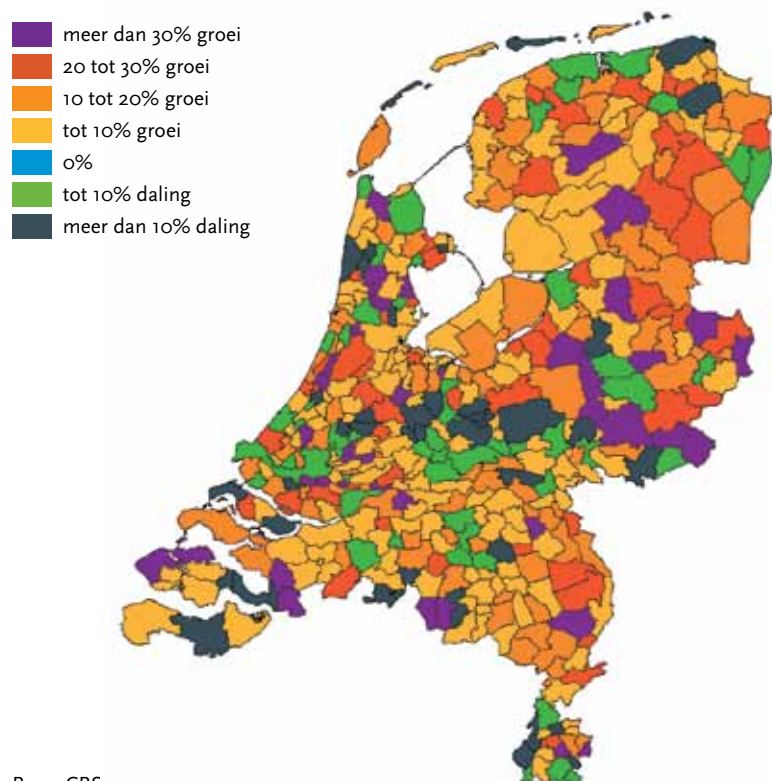 meer dan 30% groei
20 tot 30% groei
10 tot 20% groei
tot 10% groei
0%
tot 10% daling
meer dan 10% daling